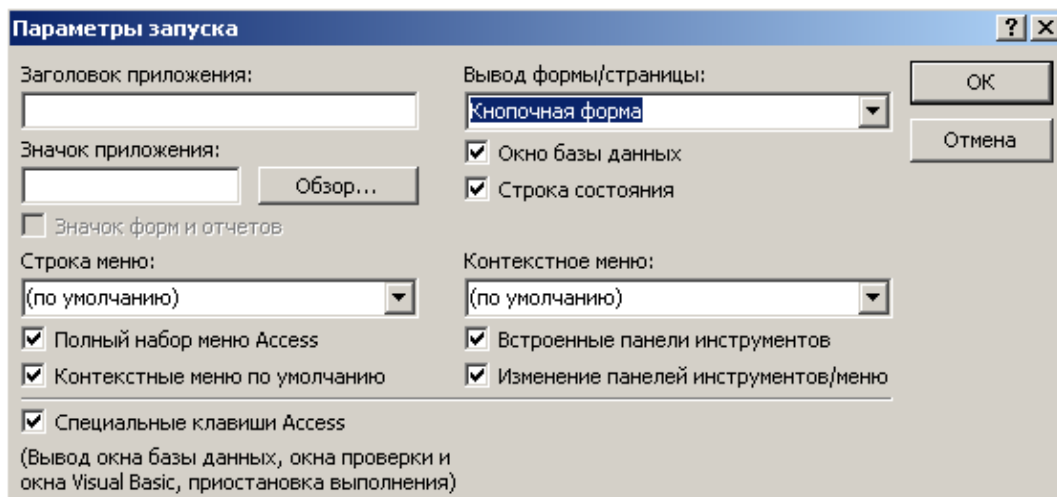 Параметры запуска
Заголовок приложения:
Вывод формы/страницы:
OK
Кнопочная форма
Значок приложения:
Окно базы данных
Отмена
Обзор...
Строка состояния
Значок форм и отчетов
Строка меню:
Контекстное меню:
(по умолчанию)
(по умолчанию)
Полный набор меню Access
Встроенные панели инструментов
Контекстные меню по умолчанию
Изменение панелей инструментов/меню
Специальные клавиши Access
(Вывод окна базы данных, окна проверки и
окна Visual Basic, приостановка выполнения)